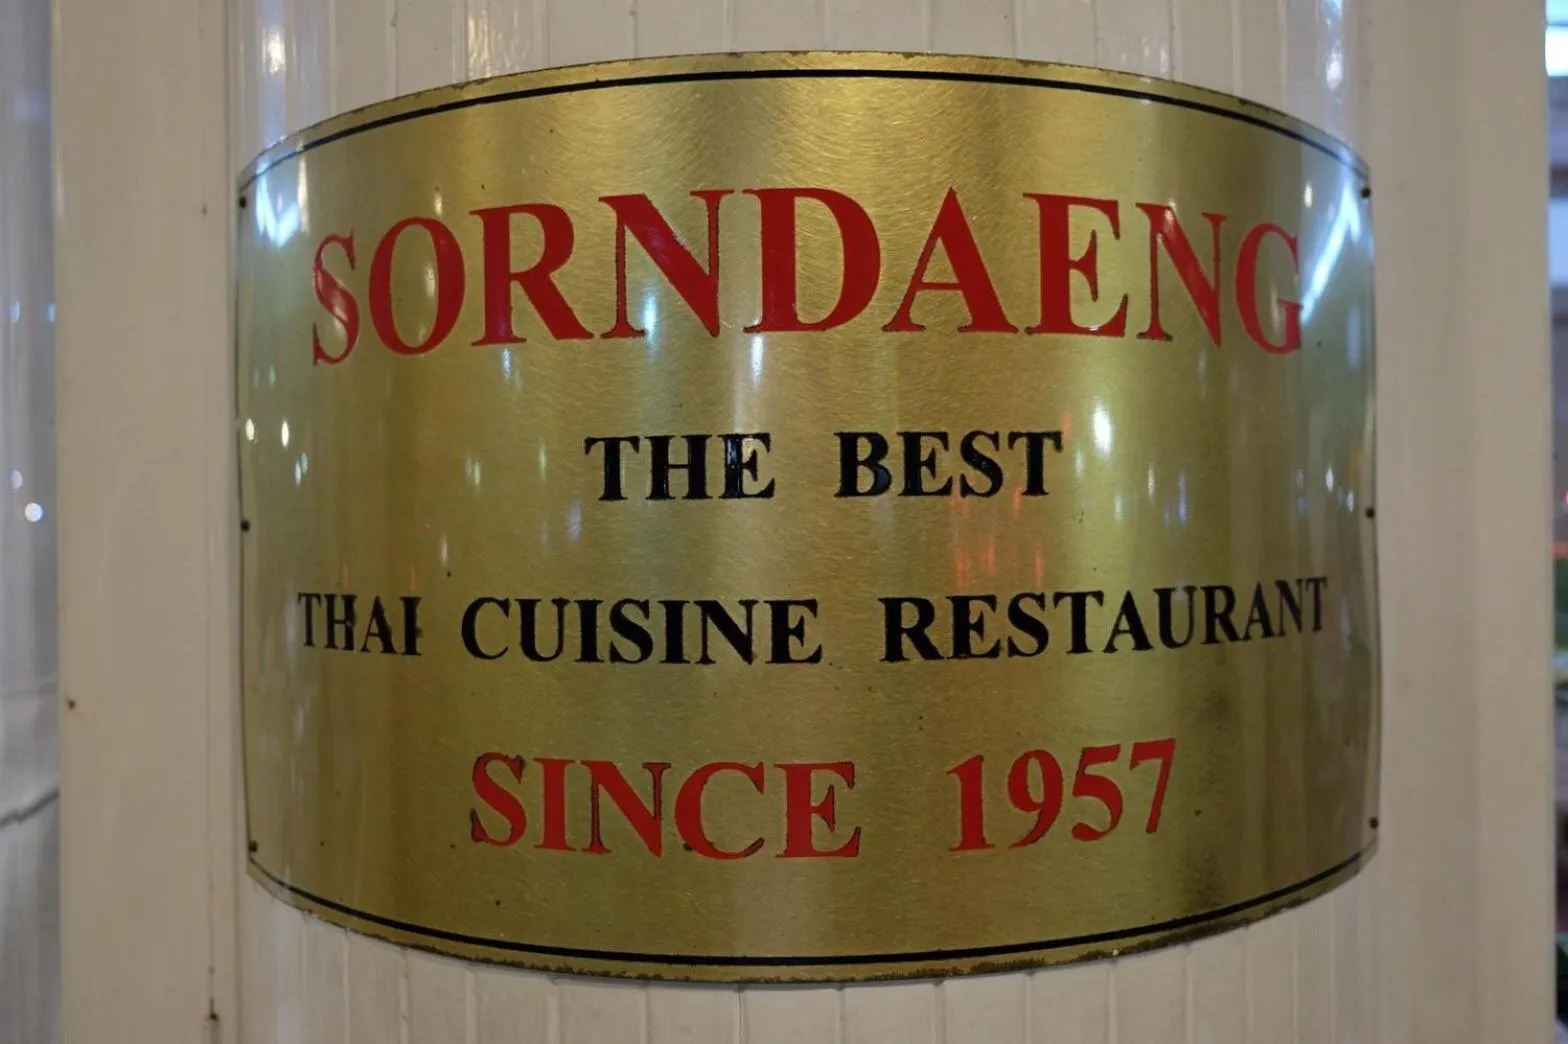 SORNDAENG
THE BEST
THAI CUISINE RESTAURANT
SINCE 1957